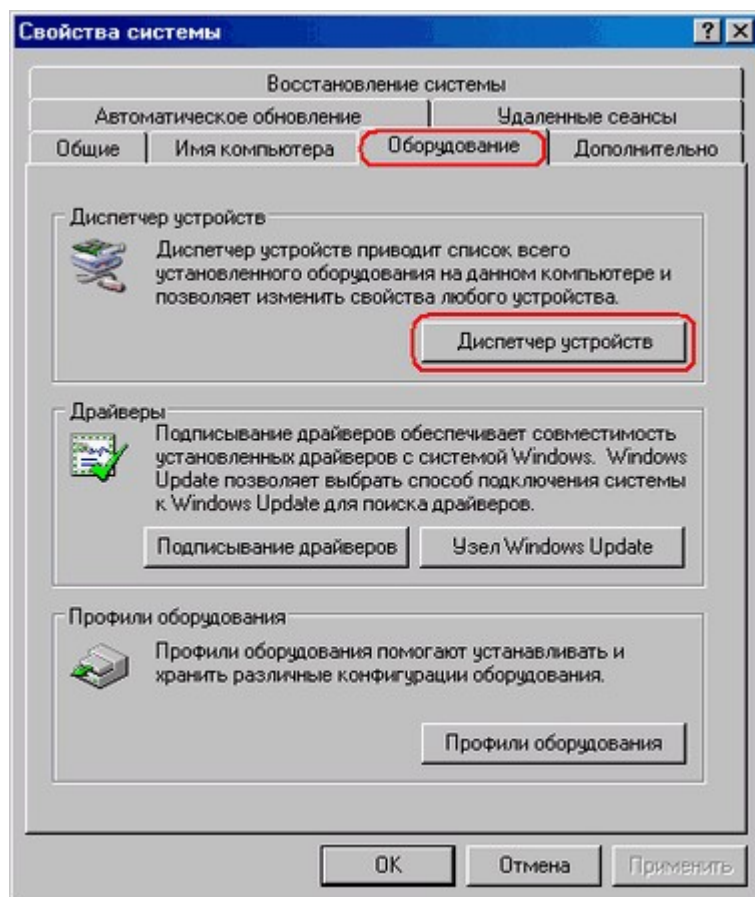 Свойства системы
Восстановление системы
Автоматическое обновление Удаленные сеансы
Общие Имя компьютера Оборудование Дополнительно
Диспетчер устройств
Диспетчер устройств приводит список всего
установленного оборудования на данном компьютере и
позволяет изменить свойства любого устройства.
Диспетчер устройств
Драйверы
Подписывание драйверов обеспечивает совместимость
установленных драйверов с системой Windows. Windows
Update позволяет выбрать способ подключения системы
к Windows Update для поиска драйверов.
Подписывание драйверов Узел Windows Update
Профили оборудования
Профили оборудования помогают устанавливать и
хранить различные конфигурации оборудования.
Профили оборудования
OK Отмена Применить